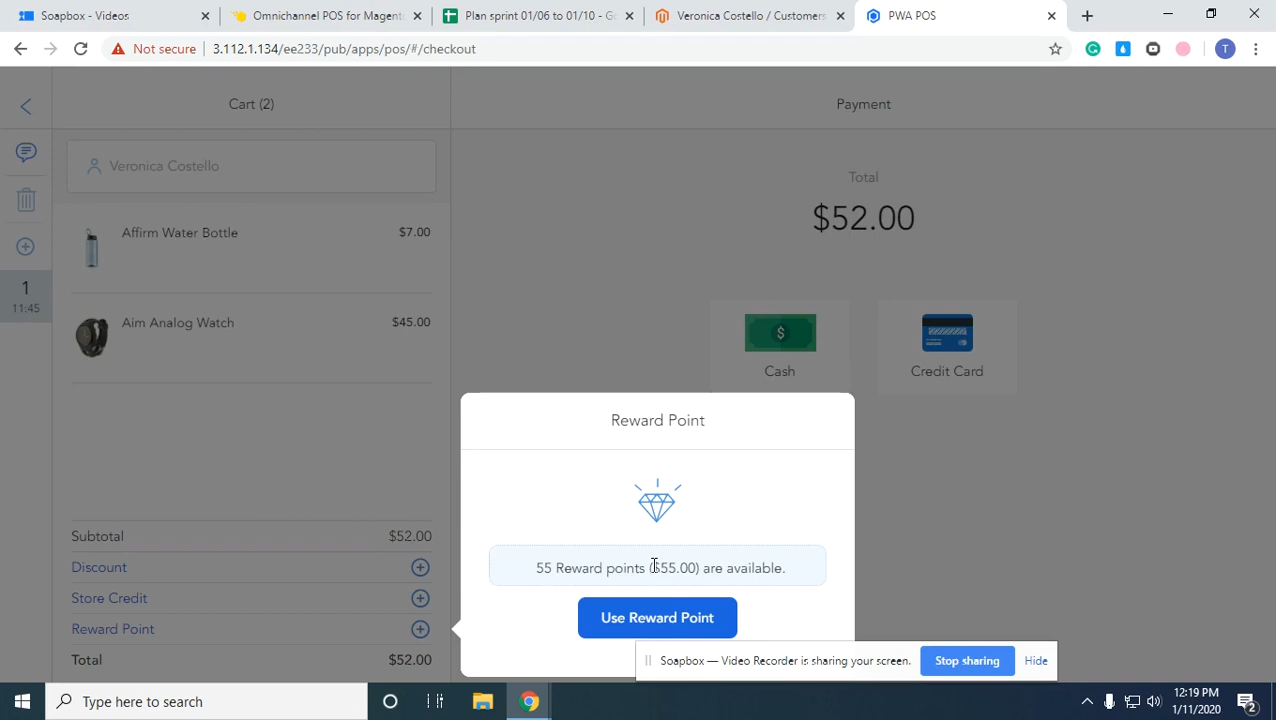 Soapbox - Videos
Omnichannel POS for Magent
Plan sprint 01/06 to 01/10 - G
Veronica Costello / Customers
PWA POS
Not secure
3.112.1.134/ee233/pub/apps/pos/#/checkout
T
Cart (2)
Payment
Veronica Costello
Total
$52.00
Affirm Water Bottle
$7.00
1
11:45
Aim Analog Watch
$45.00
$
Cash
Credit Card
Reward Point
55 Reward points ($55.00) are available.
Use Reward Point
Subtotal
$52.00
Discount
Store Credit
Reward Point
Total
$52.00
Soapbox — Video Recorder is sharing your screen.
Stop sharing
Hide
Type here to search
12:19 PM
1/11/2020
2